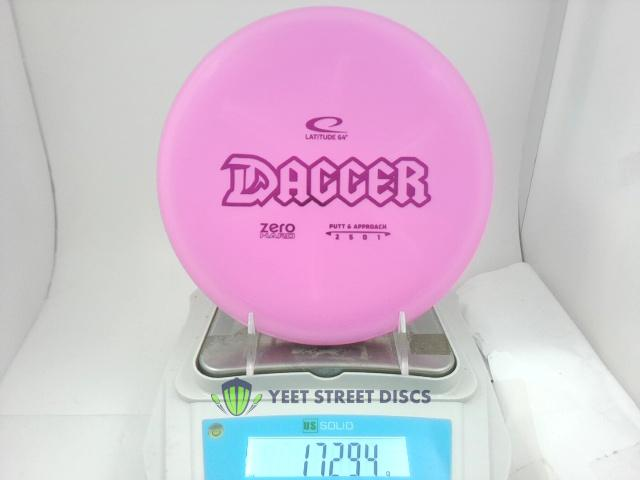 LATITUDE 64°
DAGGER
zero
HARD
PUTT & APPROACH
2 5 0 1
YEET STREET DISCS
US SOLID
172.94 g